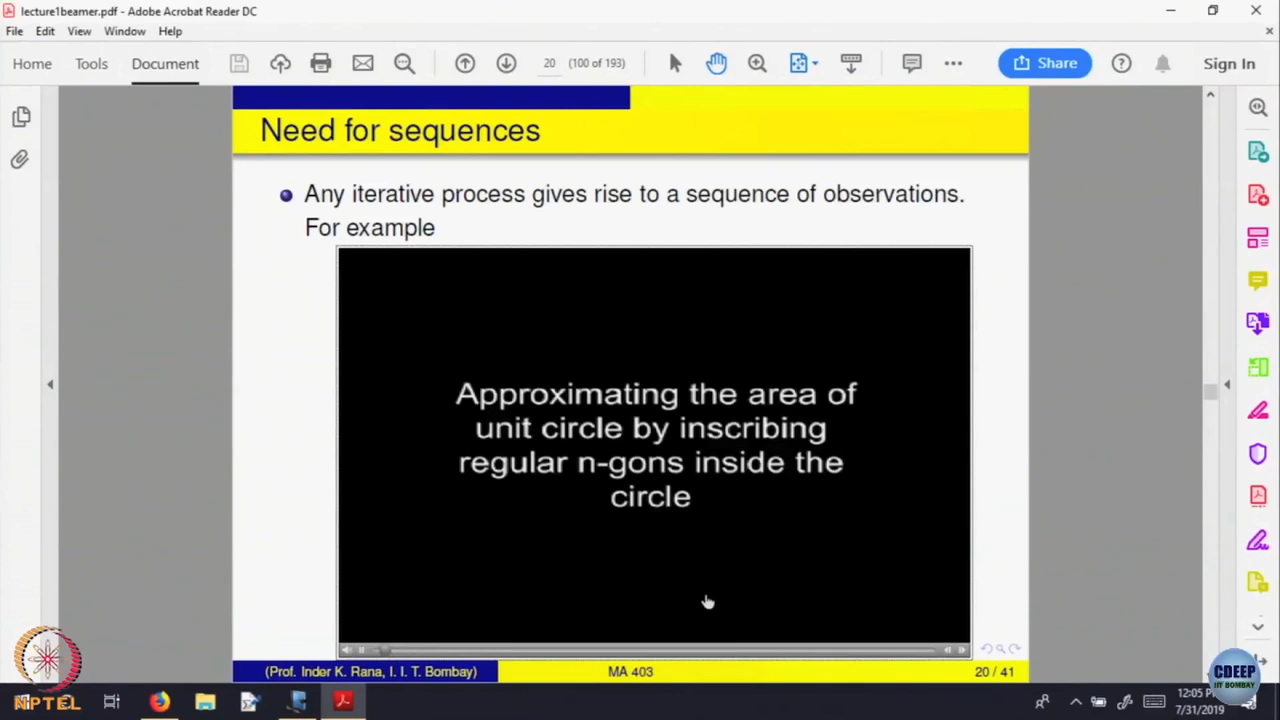 lecture1beamer.pdf - Adobe Acrobat Reader DC
File Edit View Window Help
Home Tools Document 20 (100 of 193) Share Sign In
Need for sequences
Any iterative process gives rise to a sequence of observations.
For example
Approximating the area of
unit circle by inscribing
regular n-gons inside the
circle
(Prof. Inder K. Rana, I. I. T. Bombay) MA 403 20 / 41
NPTEL
CDEEP
IIT BOMBAY
12:05
7/31/2019